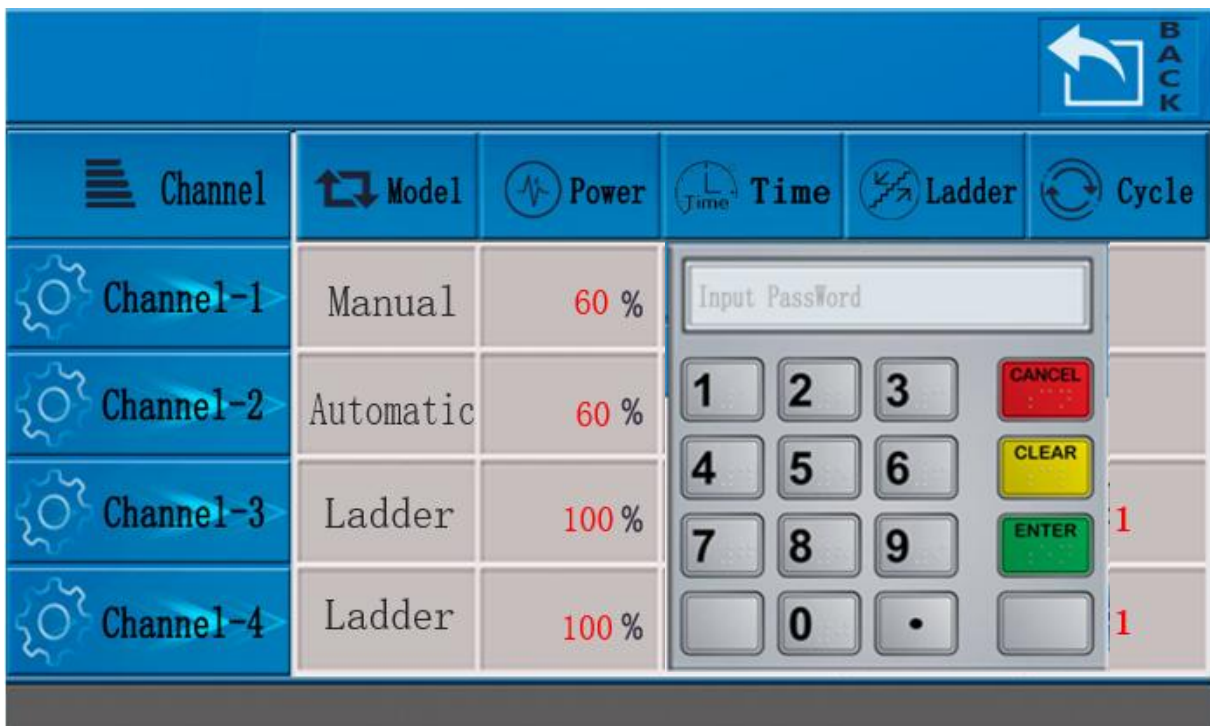 BACK
Channel Model Power Time Time Ladder Cycle
Channel-1 Manual 60 %
Input PassWord
Channel-2 Automatic 60 %
1 2 3 CANCEL
4 5 6 CLEAR
Channel-3 Ladder 100 % 1
7 8 9 ENTER
Channel-4 Ladder 100 % 1
0 .